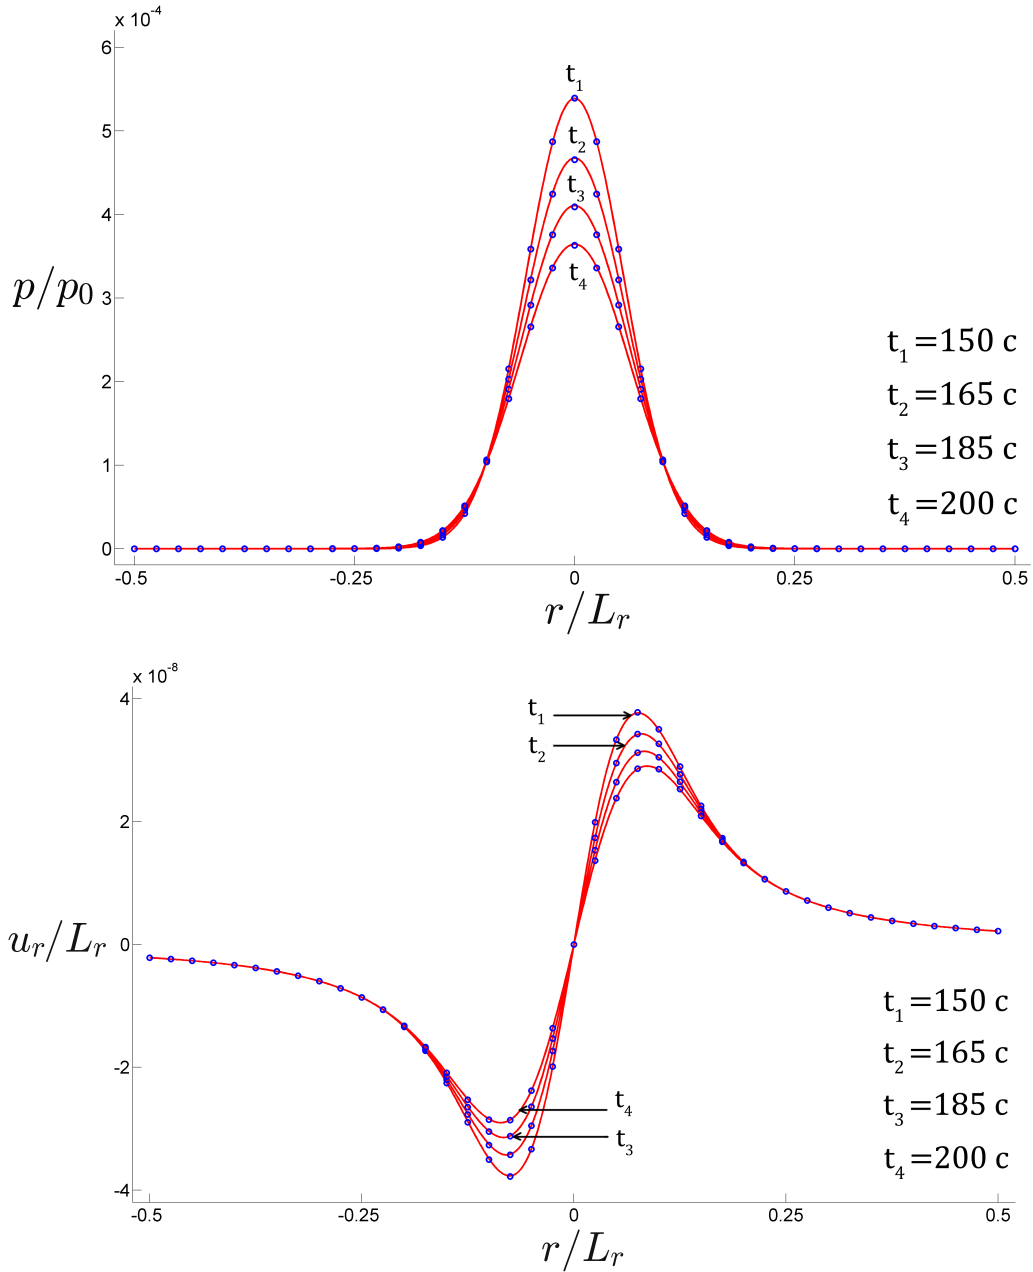 x 10⁻⁴
6
t₁
5
t₂
4
t₃
t₄
p/p₀
3
t₁=150 c
2
t₂=165 c
t₃=185 c
1
t₄=200 c
0
-0.5 -0.25 0 0.25 0.5
r/Lᵣ
x 10⁻⁸
4
t₁
t₂
2
uᵣ/Lᵣ
0
t₁=150 c
t₂=165 c
-2
t₄
t₃=185 c
t₃
t₄=200 c
-4
-0.5 -0.25 0 0.25 0.5
r/Lᵣ